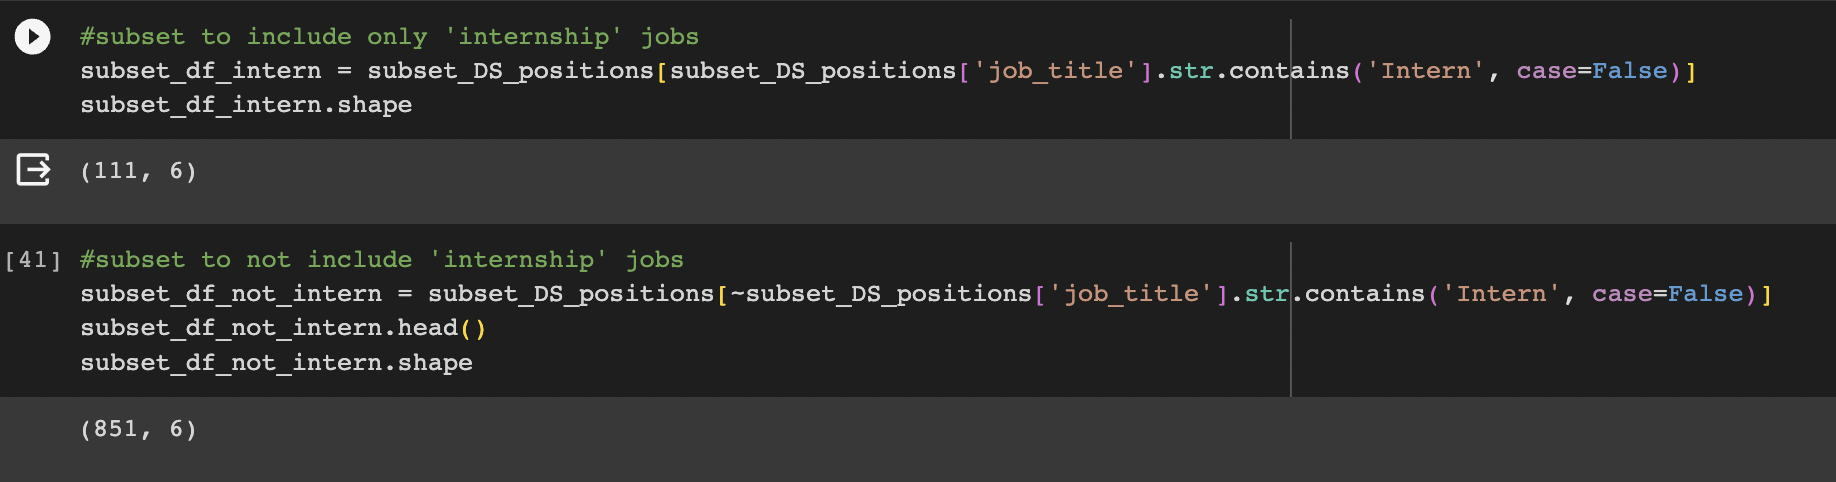 #subset to include only 'internship' jobs
subset_df_intern = subset_DS_positions[subset_DS_positions['job_title'].str.contains('Intern', case=False)]
subset_df_intern.shape
(111, 6)
[41] #subset to not include 'internship' jobs
subset_df_not_intern = subset_DS_positions[~subset_DS_positions['job_title'].str.contains('Intern', case=False)]
subset_df_not_intern.head()
subset_df_not_intern.shape
(851, 6)